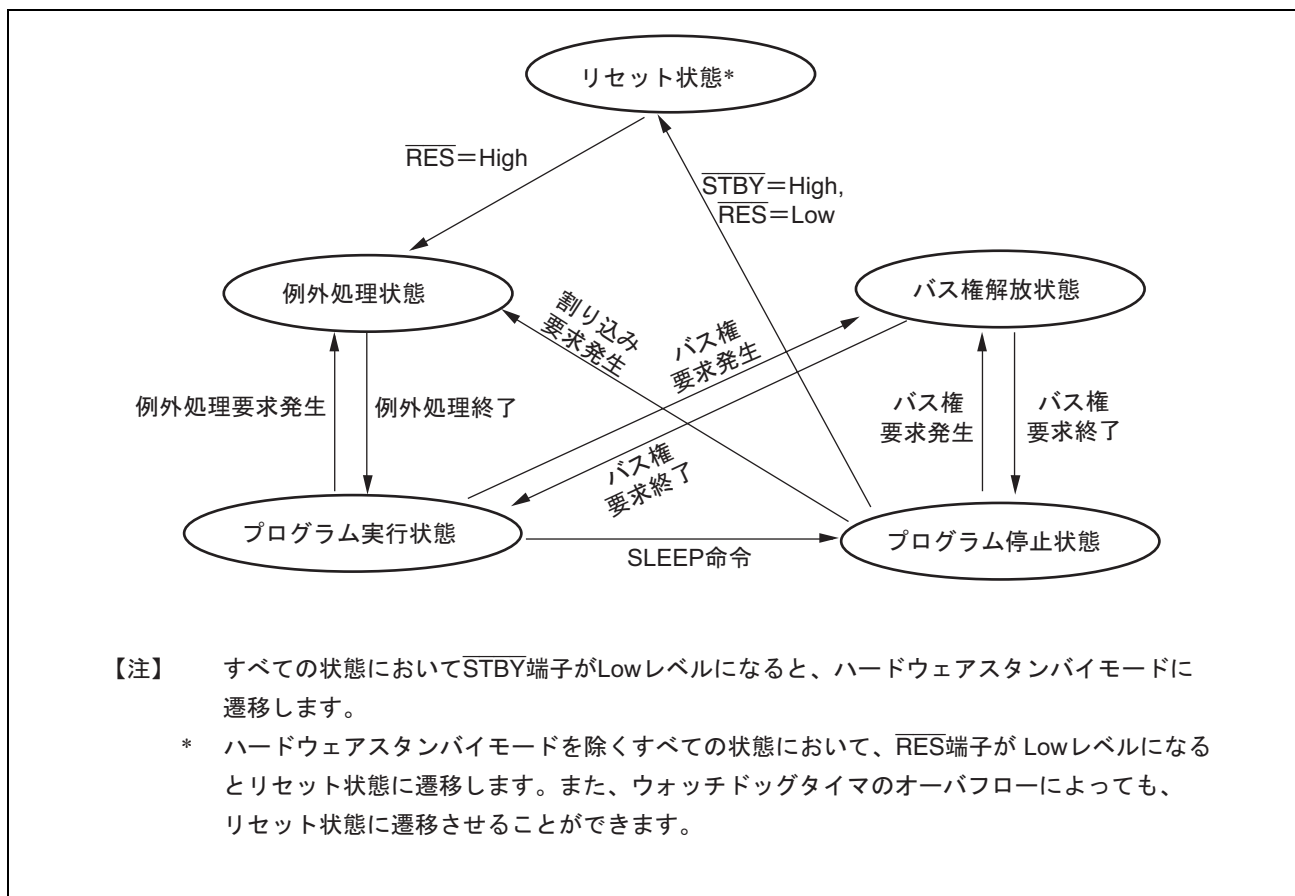 リセット状態*
RES＝High
STBY＝High,
RES＝Low
例外処理状態
バス権解放状態
割り込み
要求発生
バス権
要求発生
例外処理要求発生
例外処理終了
バス権
要求発生
バス権
要求終了
バス権
要求終了
プログラム実行状態
プログラム停止状態
SLEEP命令
【注】 すべての状態においてSTBY端子がLowレベルになると、ハードウェアスタンバイモードに
遷移します。
* ハードウェアスタンバイモードを除くすべての状態において、RES端子が Lowレベルになる
とリセット状態に遷移します。また、ウォッチドッグタイマのオーバフローによっても、
リセット状態に遷移させることができます。